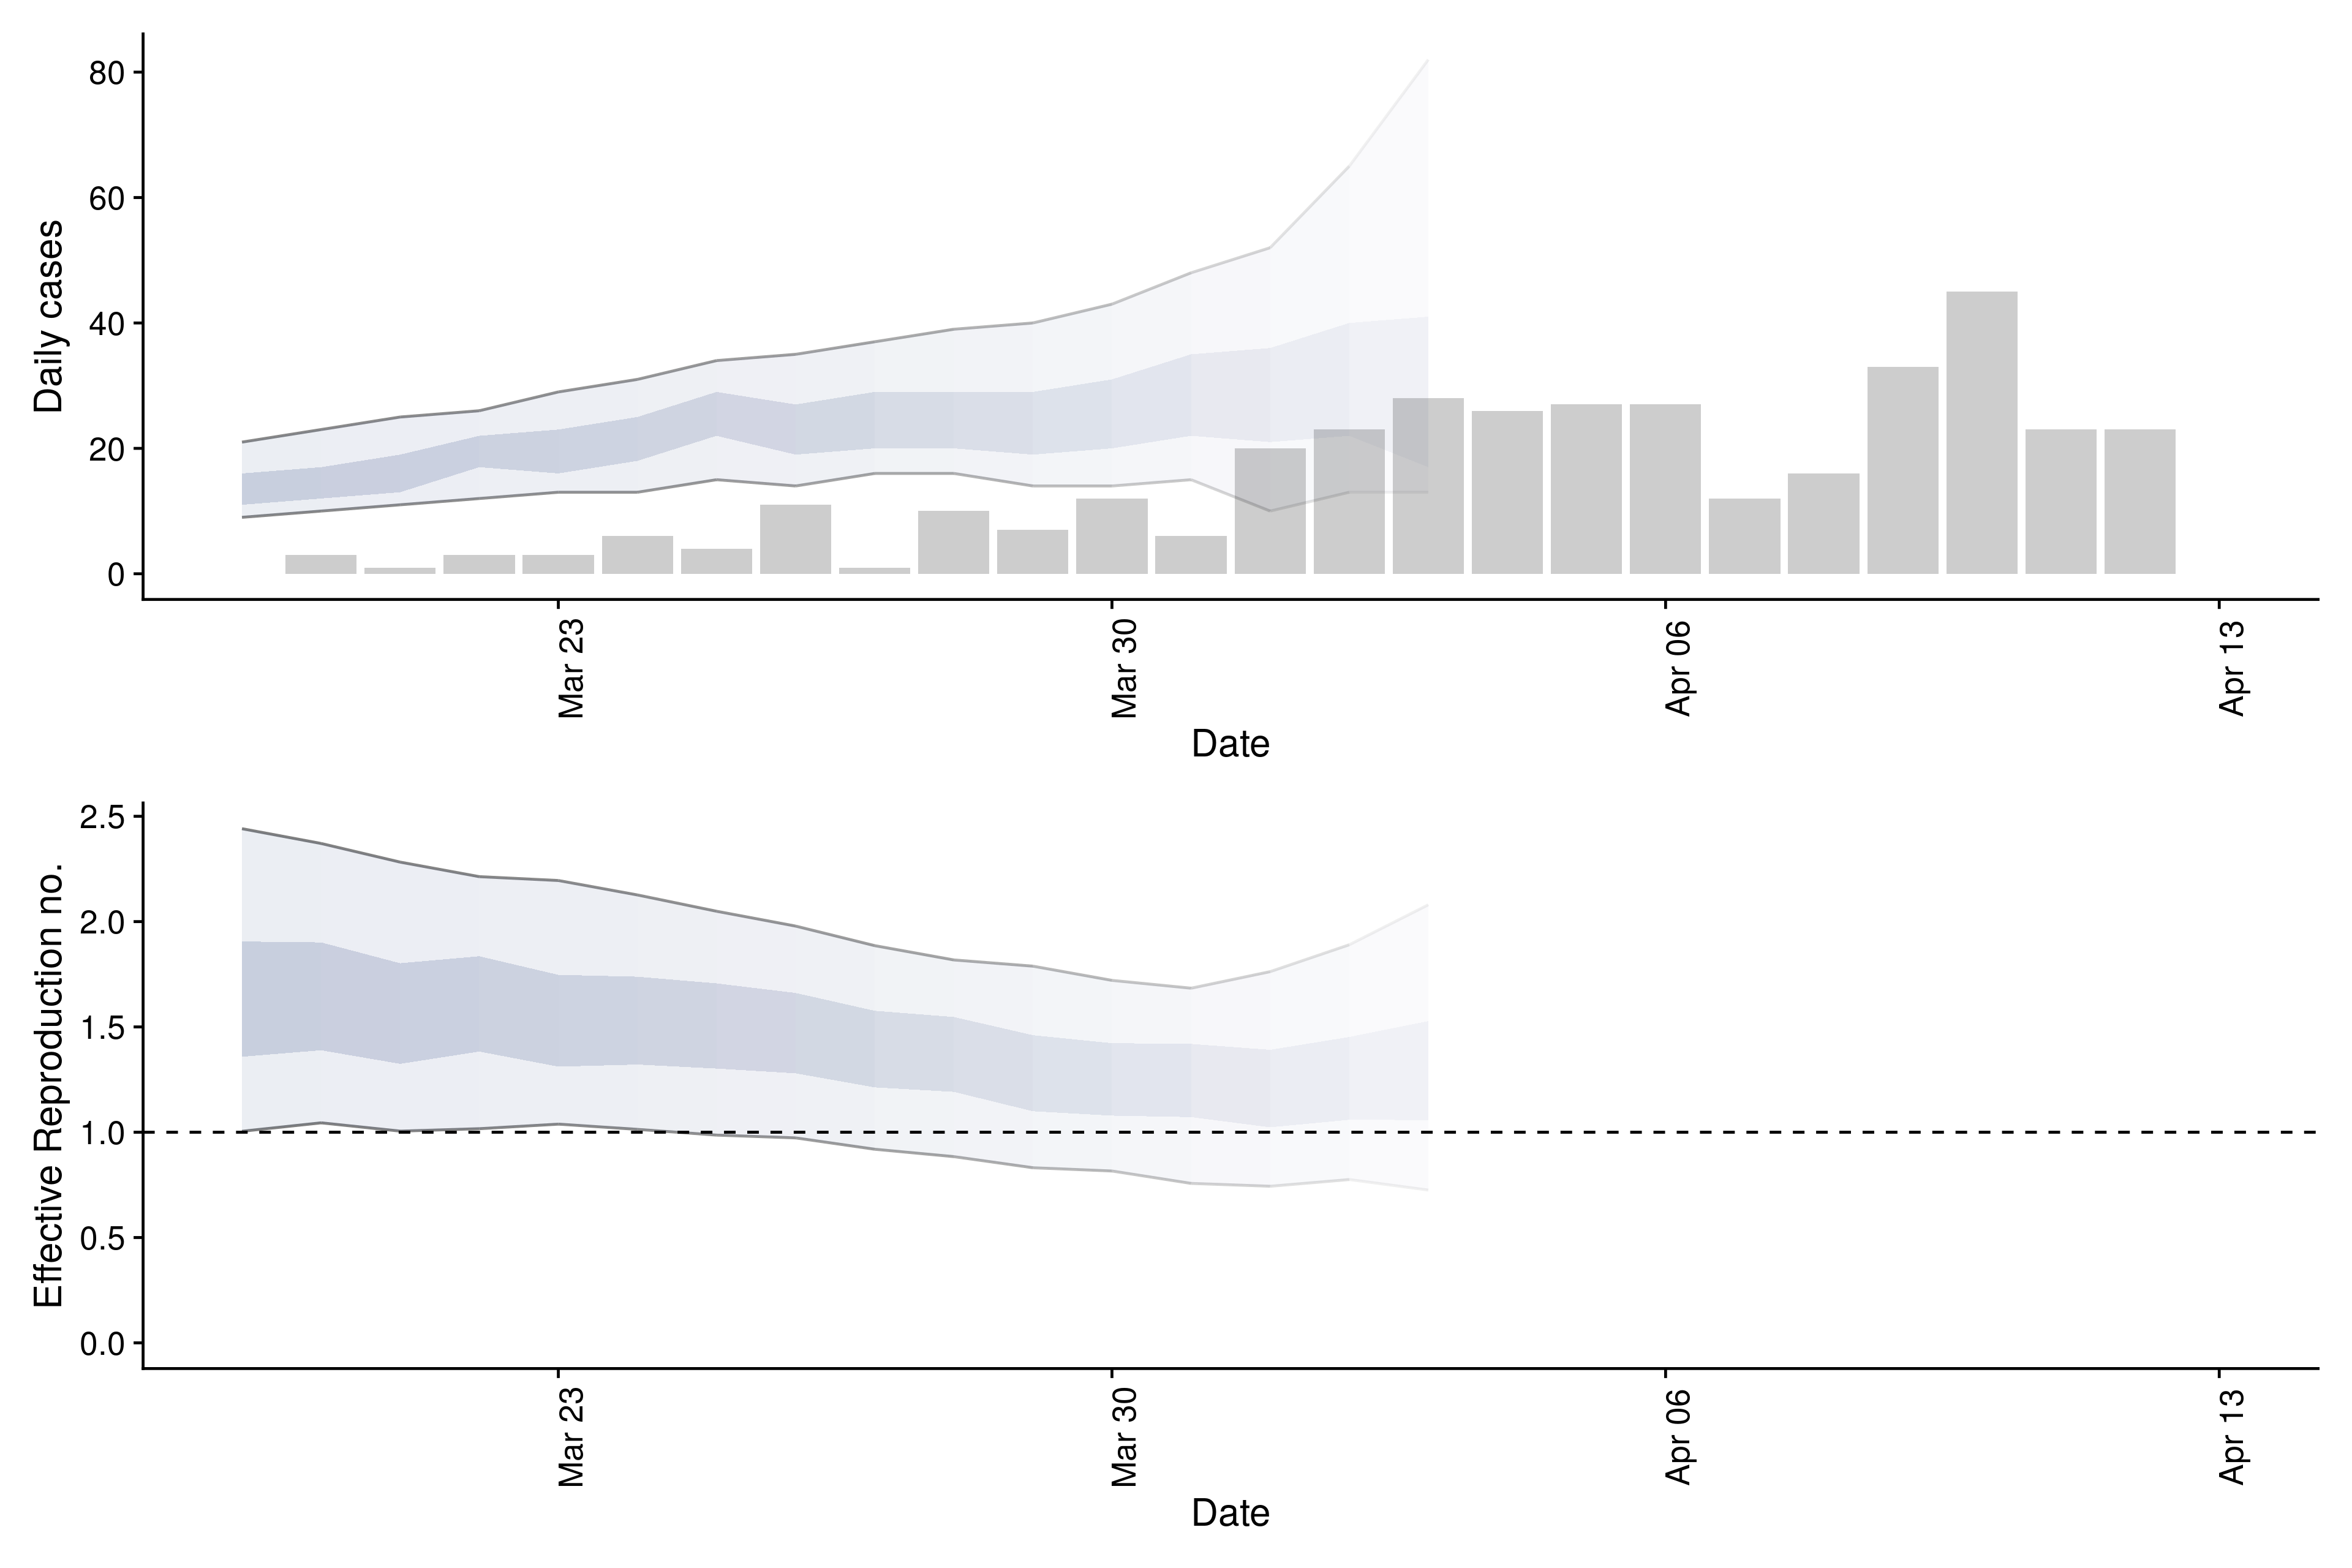 Daily cases
80
60
40
20
0
Mar 23
Mar 30
Apr 06
Apr 13
Date
Effective Reproduction no.
2.5
2.0
1.5
1.0
0.5
0.0
Mar 23
Mar 30
Apr 06
Apr 13
Date